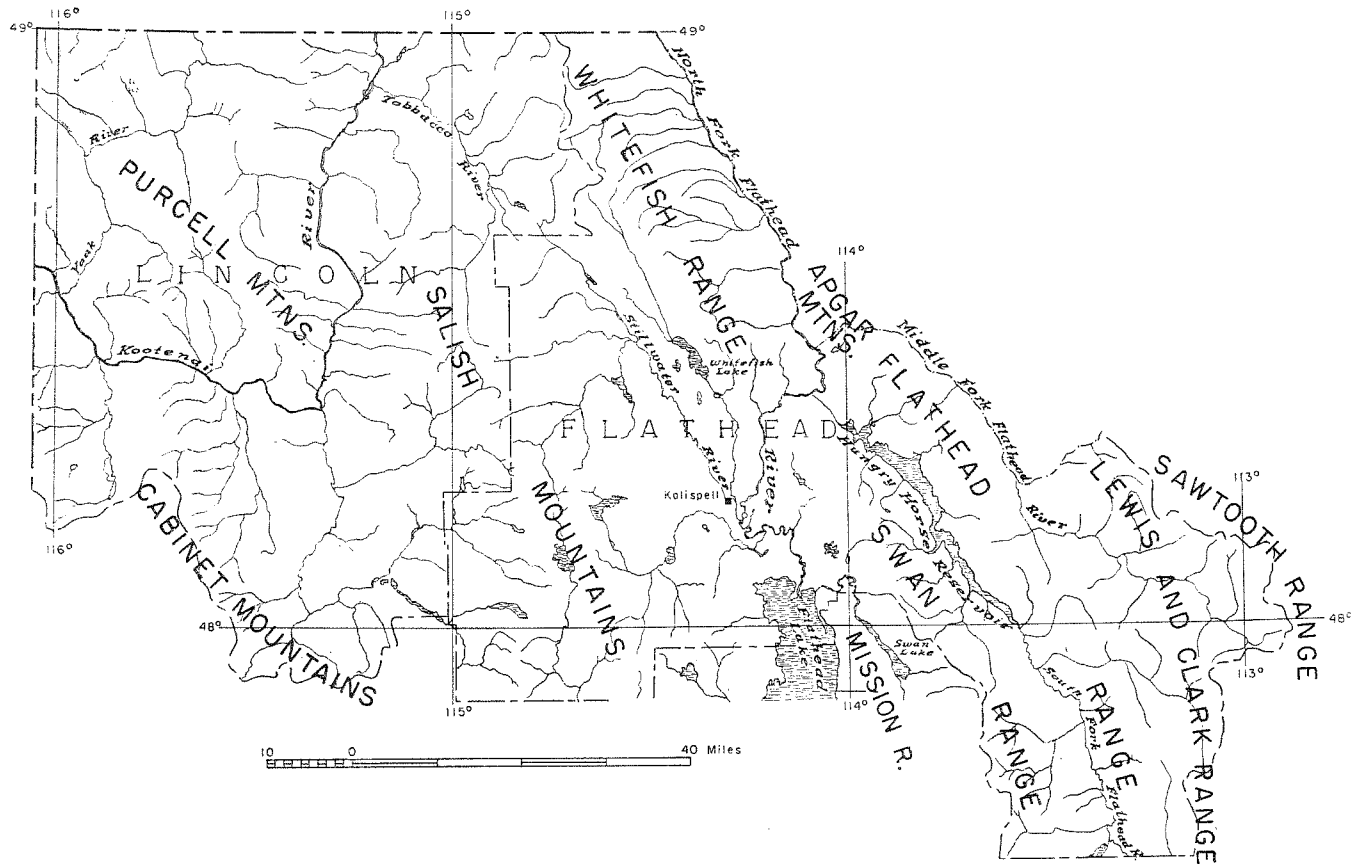 116°
115°
49°
49°
North Fork Flathead
WHITEFISH RANGE
Tobbacco River
River
PURCELL MTNS.
River
Yaak
LINCOLN
SALISH MOUNTAINS
114°
APGAR MTNS.
Kootenai
Stillwater River
Whitefish
Lake
Middle Fork Flathead River
FLATHEAD RANGE
FLATHEAD
River
Hungry Horse Reservoir
Kalispell
SAWTOOTH RANGE
113°
LEWIS AND CLARK RANGE
CABINET MOUNTAINS
116°
SWAN RANGE
48°
48°
Flathead
Lake
MISSION R.
Swan
Lake
South Fork Flathead R.
115°
114°
113°
10 0 40 Miles